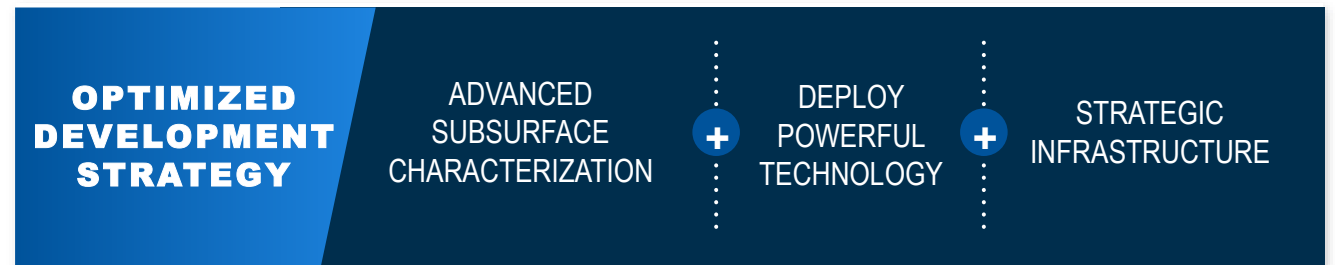 OPTIMIZED
DEVELOPMENT
STRATEGY
ADVANCED
SUBSURFACE
CHARACTERIZATION
+
DEPLOY
POWERFUL
TECHNOLOGY
+
STRATEGIC
INFRASTRUCTURE